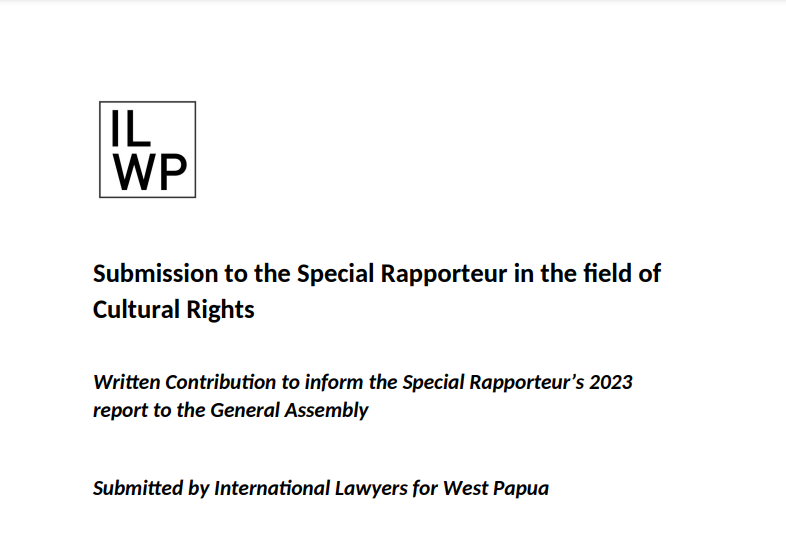 IL
WP
Submission to the Special Rapporteur in the field of
Cultural Rights
Written Contribution to inform the Special Rapporteur’s 2023
report to the General Assembly
Submitted by International Lawyers for West Papua